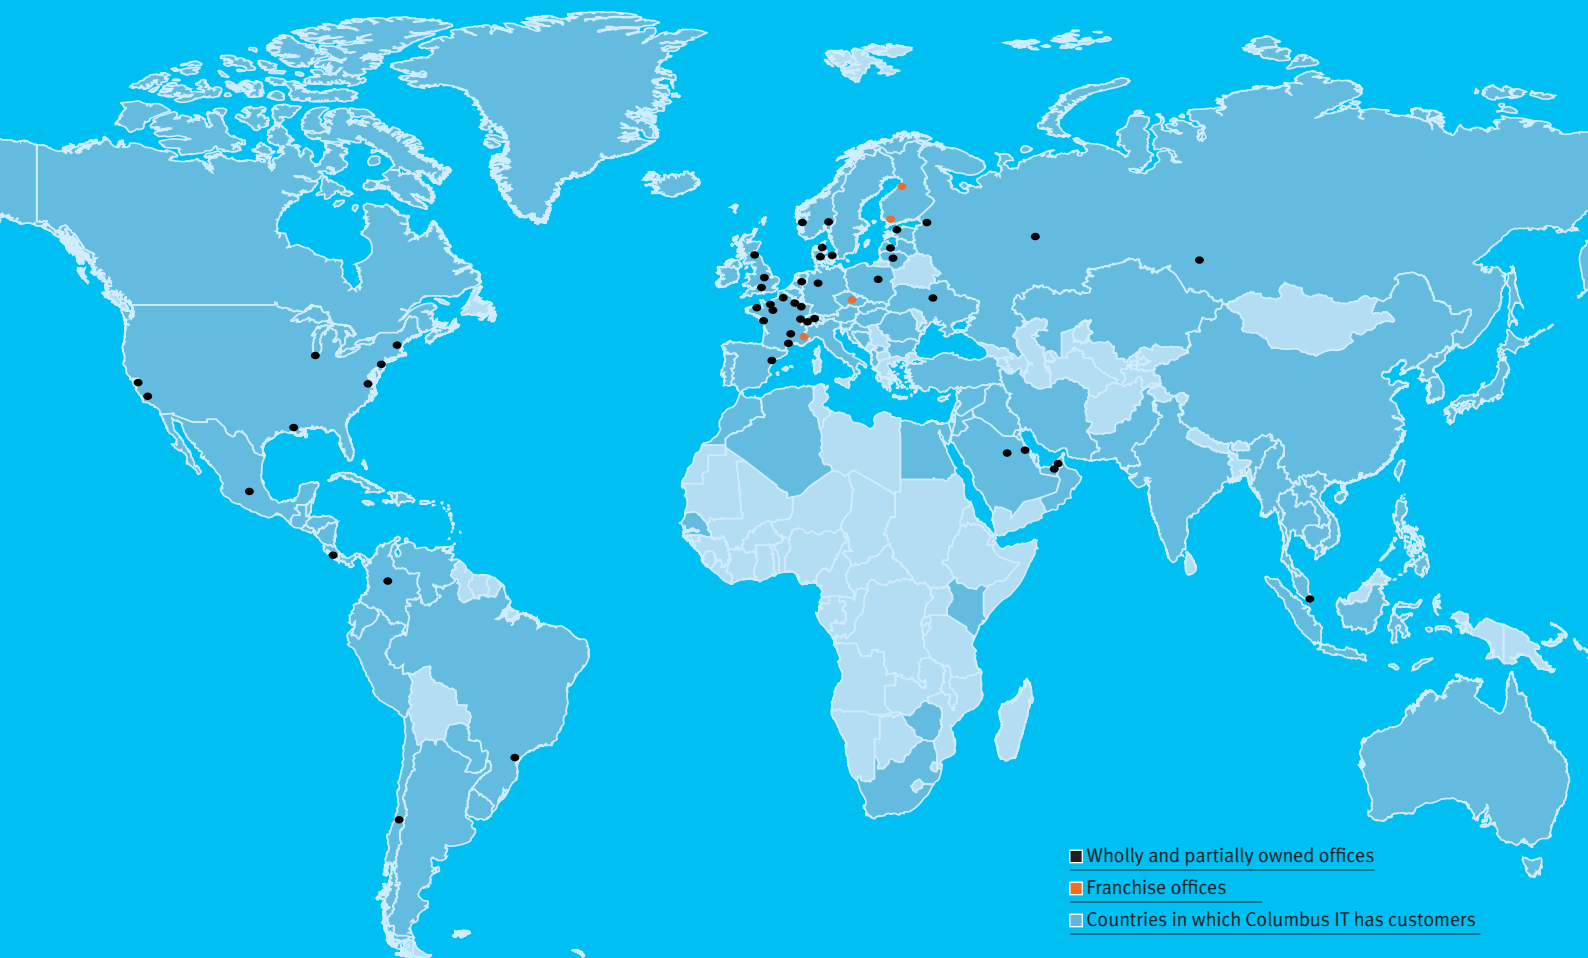 Wholly and partially owned offices
Franchise offices
Countries in which Columbus IT has customers